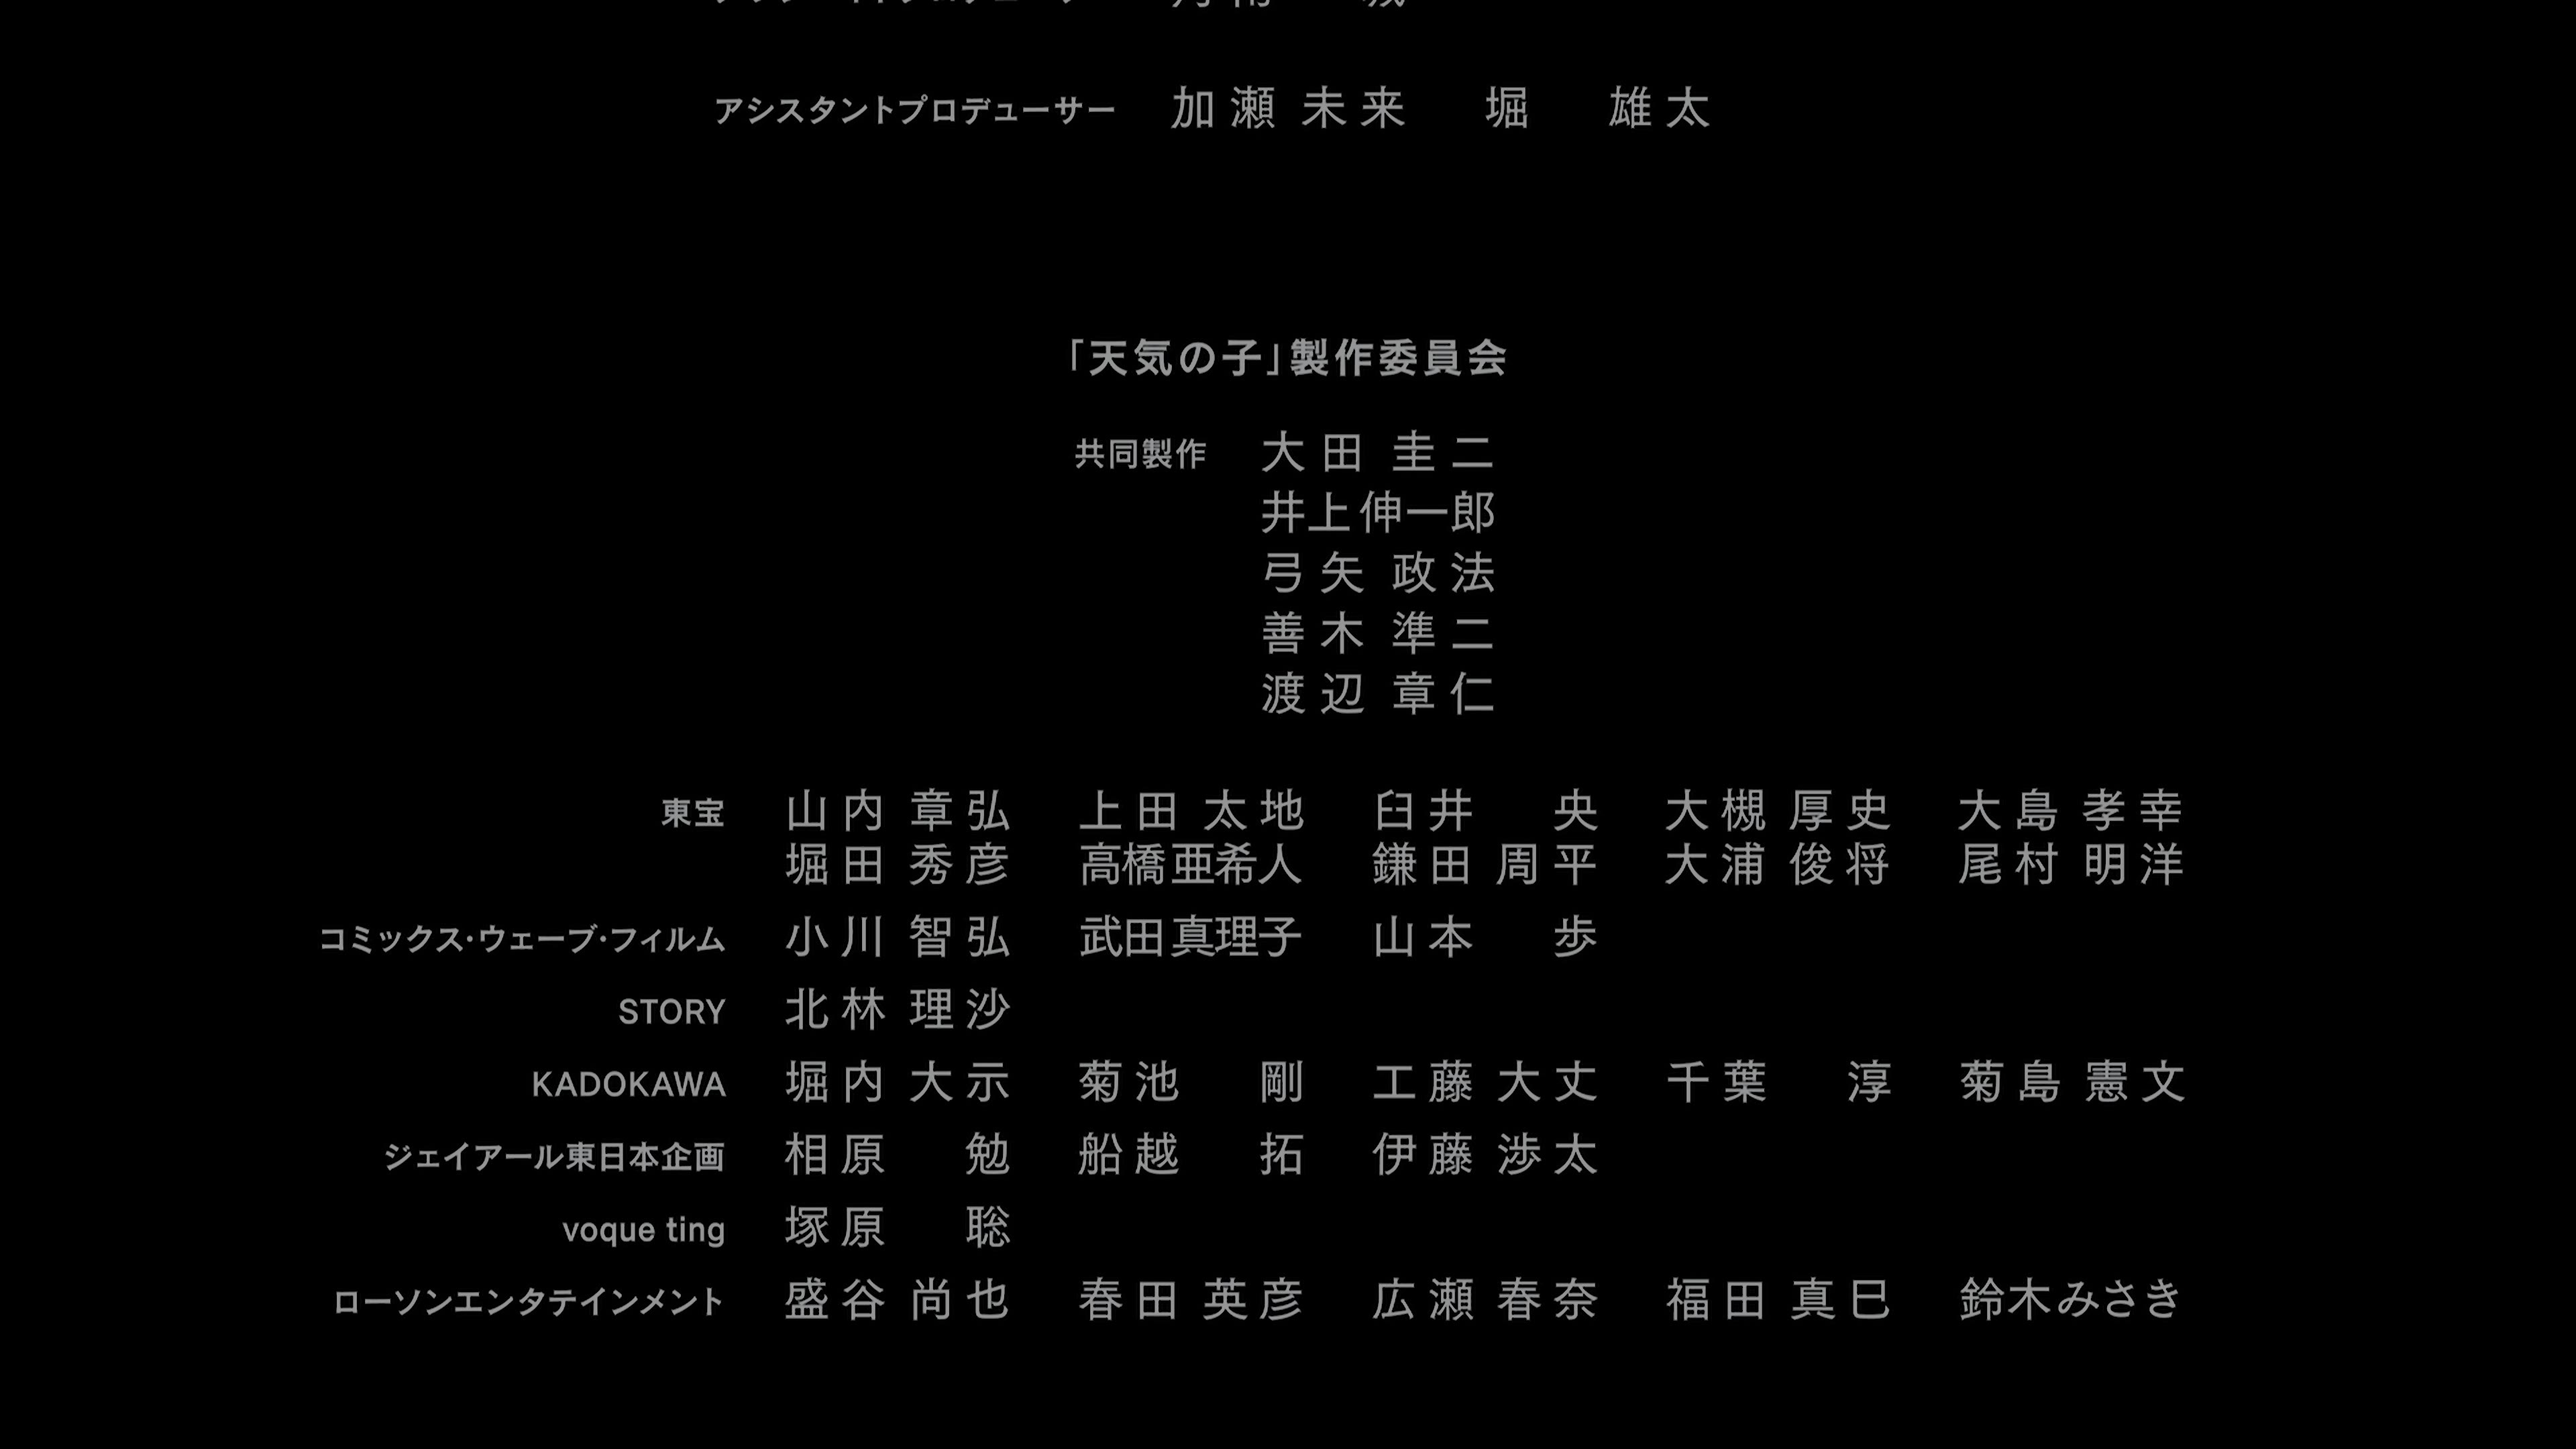 アシスタントプロデューサー 加瀬 未来 堀 雄太
「天気の子」製作委員会
共同製作 大田 圭二
井上伸一郎
弓矢 政法
善木 準二
渡辺 章仁
東宝 山内 章弘 上田 太地 臼井 央 大槻 厚史 大島 孝幸
堀田 秀彦 高橋亜希人 鎌田 周平 大浦 俊将 尾村 明洋
コミックス・ウェーブ・フィルム 小川 智弘 武田真理子 山本 歩
STORY 北林 理沙
KADOKAWA 堀内 大示 菊池 剛 工藤 大丈 千葉 淳 菊島 憲文
ジェイアール東日本企画 相原 勉 船越 拓 伊藤 渉太
voque ting 塚原 聡
ローソンエンタテインメント 盛谷 尚也 春田 英彦 広瀬 春奈 福田 真巳 鈴木みさき